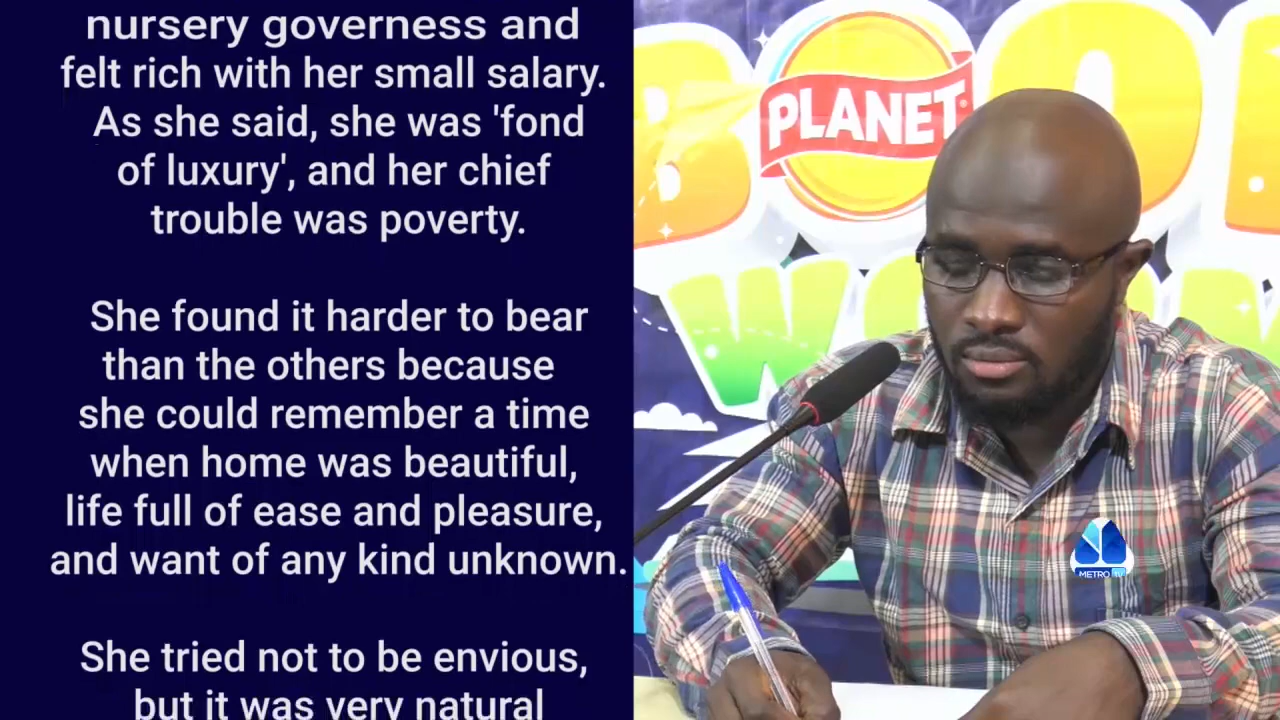 nursery governess and
felt rich with her small salary.
As she said, she was 'fond
of luxury', and her chief
trouble was poverty.
She found it harder to bear
than the others because
she could remember a time
when home was beautiful,
life full of ease and pleasure,
and want of any kind unknown.
She tried not to be envious,
but it was very natural
PLANET
METRO TV